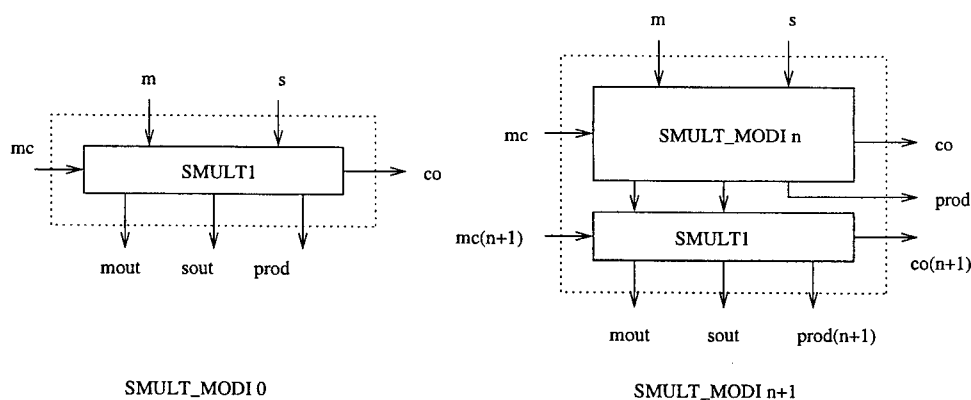 m s
mc
SMULT1
co
mout sout prod
SMULT_MODI 0
m s
mc
SMULT_MODI n
co
prod
mc(n+1)
SMULT1
co(n+1)
mout sout prod(n+1)
SMULT_MODI n+1